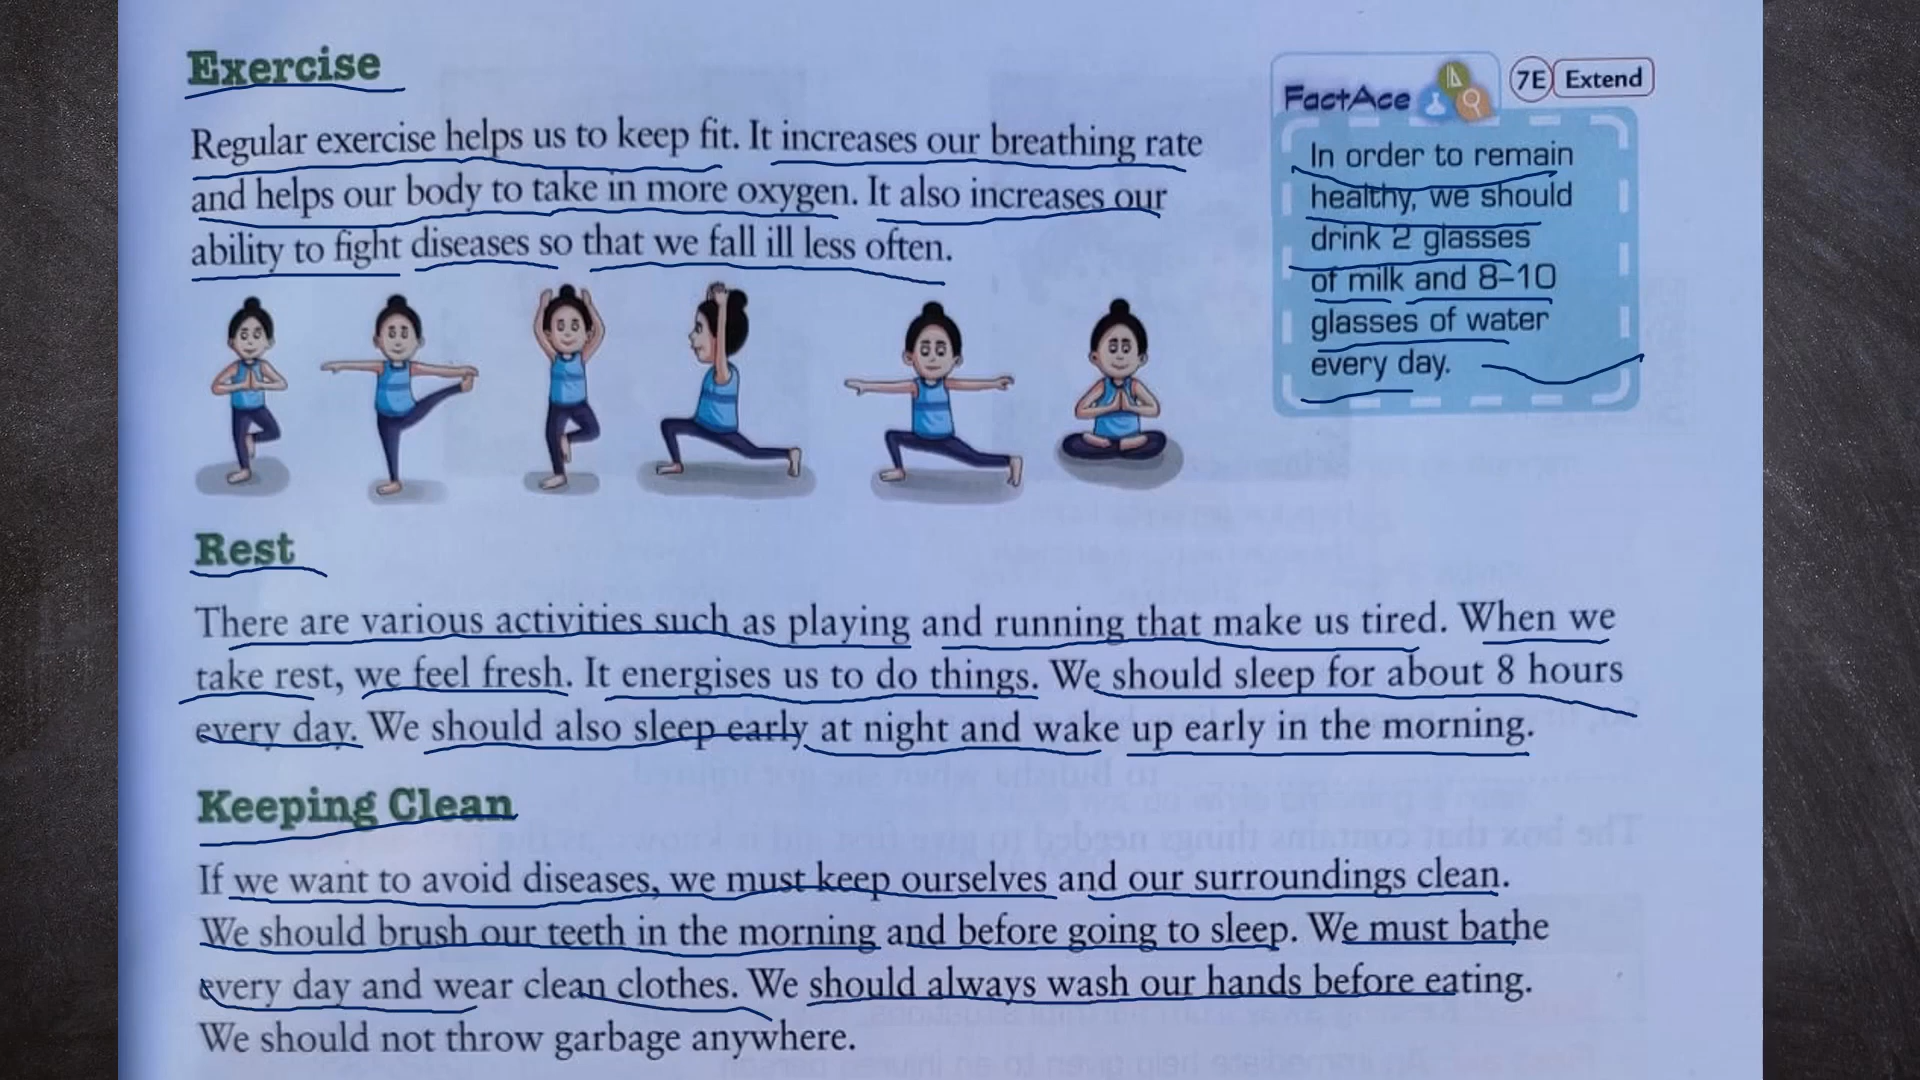 Exercise
Regular exercise helps us to keep fit. It increases our breathing rate
and helps our body to take in more oxygen. It also increases our
ability to fight diseases so that we fall ill less often.
FactAce
7E Extend
In order to remain
healthy, we should
drink 2 glasses
of milk and 8–10
glasses of water
every day.
Rest
There are various activities such as playing and running that make us tired. When we
take rest, we feel fresh. It energises us to do things. We should sleep for about 8 hours
every day. We should also sleep early at night and wake up early in the morning.
Keeping Clean
If we want to avoid diseases, we must keep ourselves and our surroundings clean.
We should brush our teeth in the morning and before going to sleep. We must bathe
every day and wear clean clothes. We should always wash our hands before eating.
We should not throw garbage anywhere.